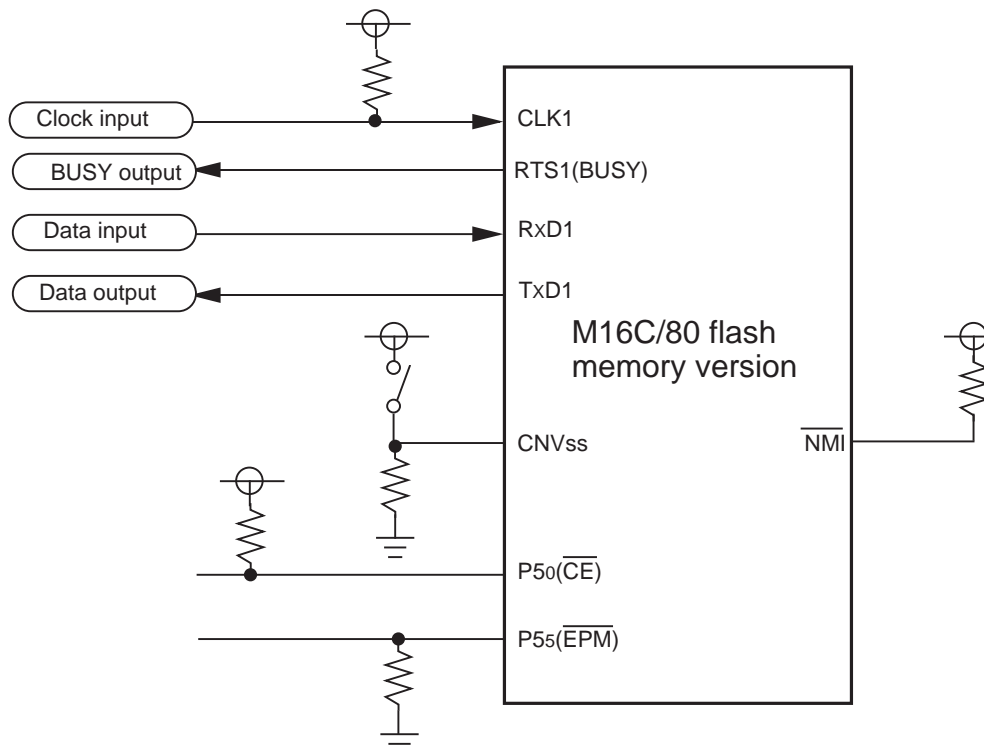 Clock input
CLK1
BUSY output
RTS1(BUSY)
Data input
RxD1
Data output
TxD1
M16C/80 flash
memory version
CNVss
NMI
P50(CE)
P55(EPM)